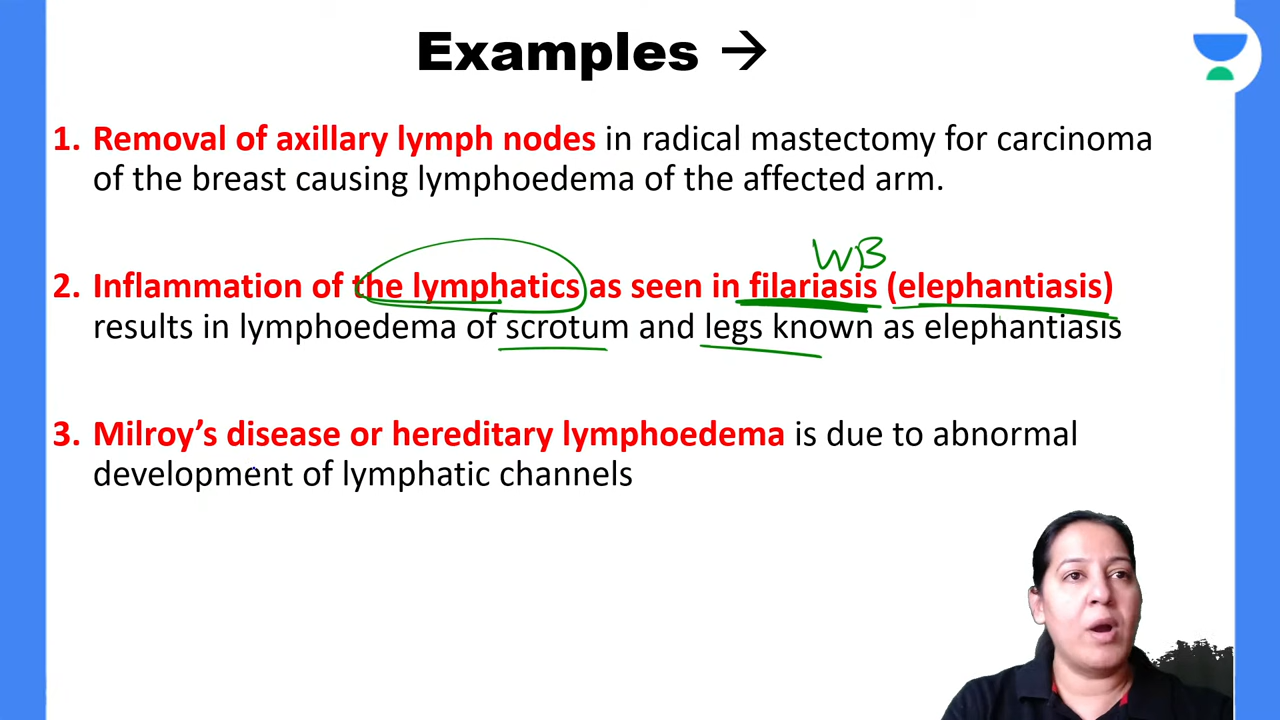 Examples →
1. Removal of axillary lymph nodes in radical mastectomy for carcinoma
of the breast causing lymphoedema of the affected arm.
WB
2. Inflammation of the lymphatics as seen in filariasis (elephantiasis)
results in lymphoedema of scrotum and legs known as elephantiasis
3. Milroy’s disease or hereditary lymphoedema is due to abnormal
development of lymphatic channels